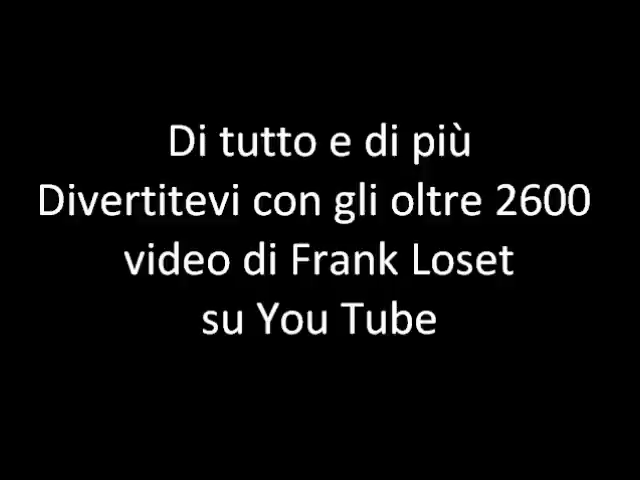 Di tutto e di più
Divertitevi con gli oltre 2600
video di Frank Loset
su You Tube